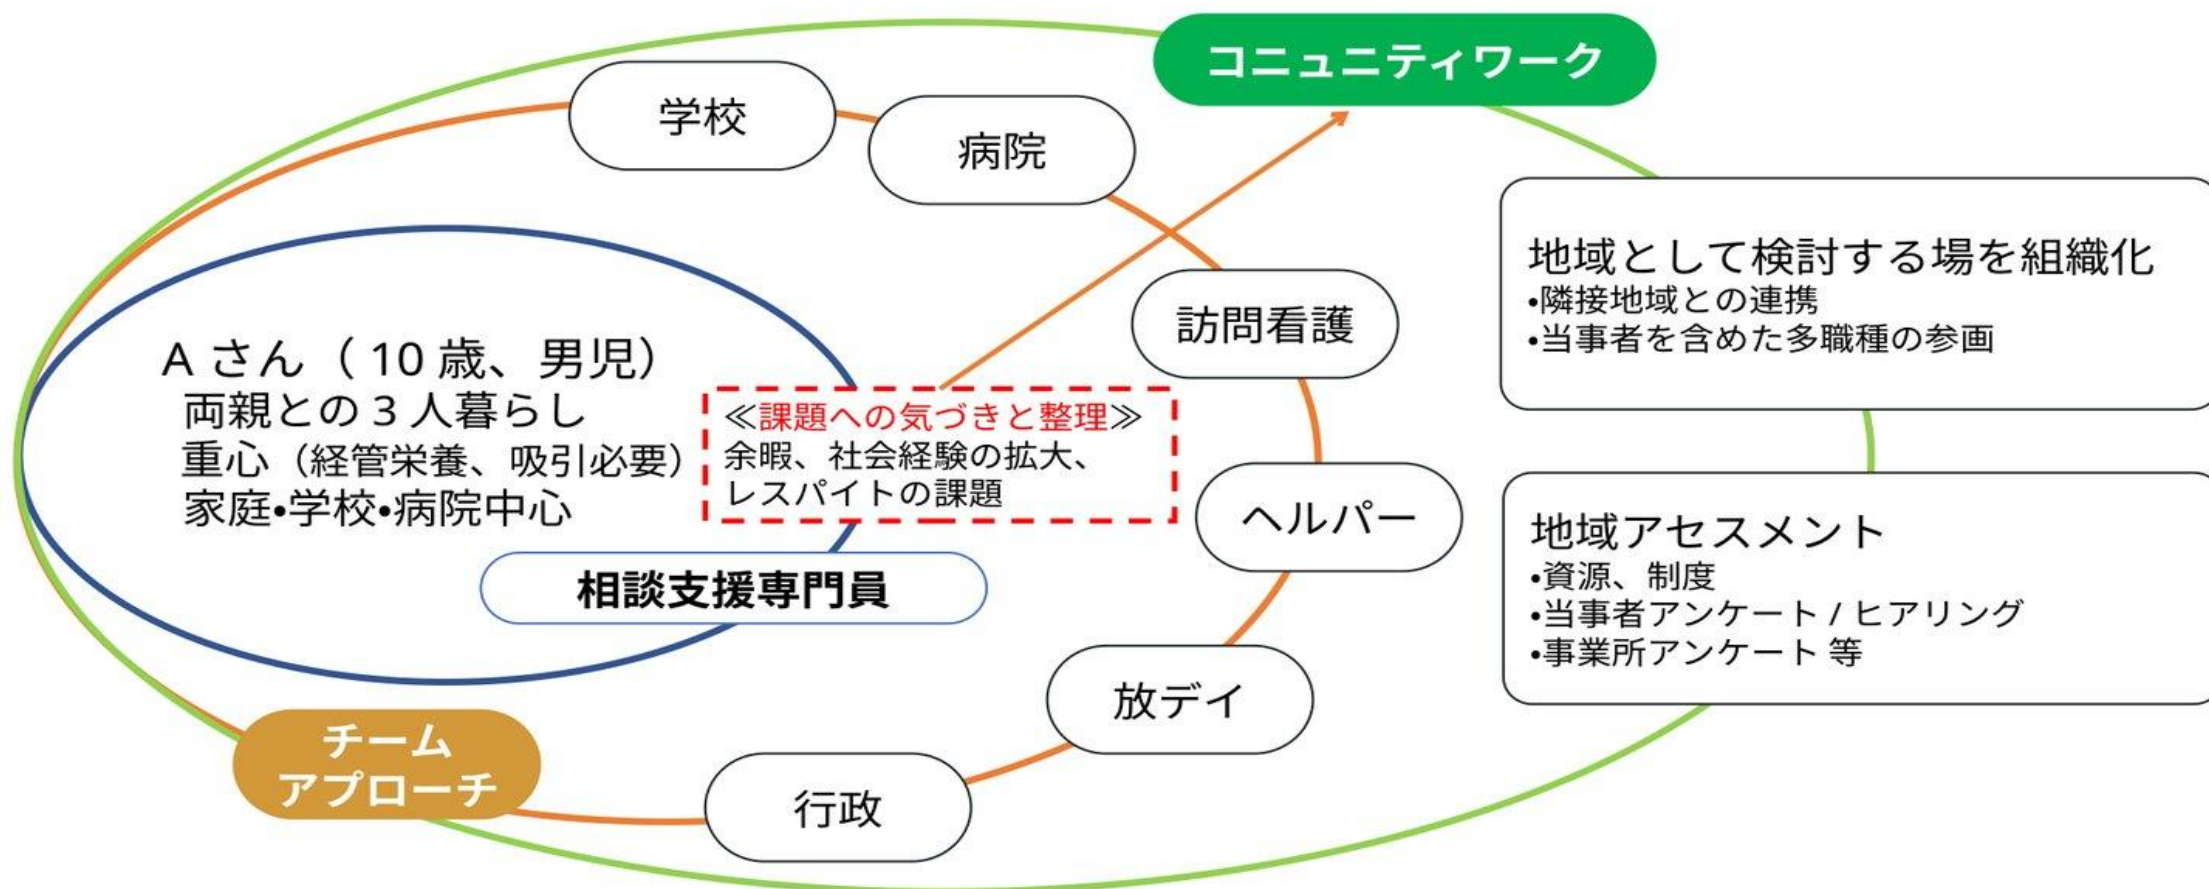 コニュニティワーク
学校
病院
訪問看護
ヘルパー
放デイ
行政
チーム
アプローチ
A さん（ 10 歳、男児）
両親との 3 人暮らし
重心（経管栄養、吸引必要）
家庭•学校•病院中心
≪課題への気づきと整理≫
余暇、社会経験の拡大、
レスパイトの課題
相談支援専門員
地域として検討する場を組織化
•隣接地域との連携
•当事者を含めた多職種の参画
地域アセスメント
•資源、制度
•当事者アンケート / ヒアリング
•事業所アンケート 等